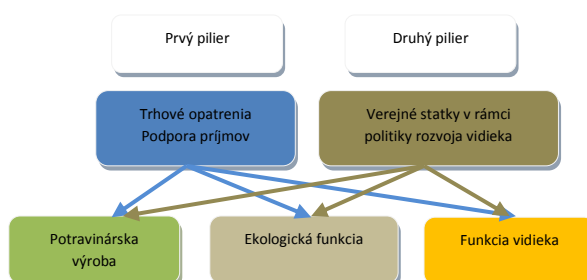 Prvý pilier
Druhý pilier
Trhové opatrenia
Podpora príjmov
Verejné statky v rámci
politiky rozvoja vidieka
Potravinárska
výroba
Ekologická funkcia
Funkcia vidieka